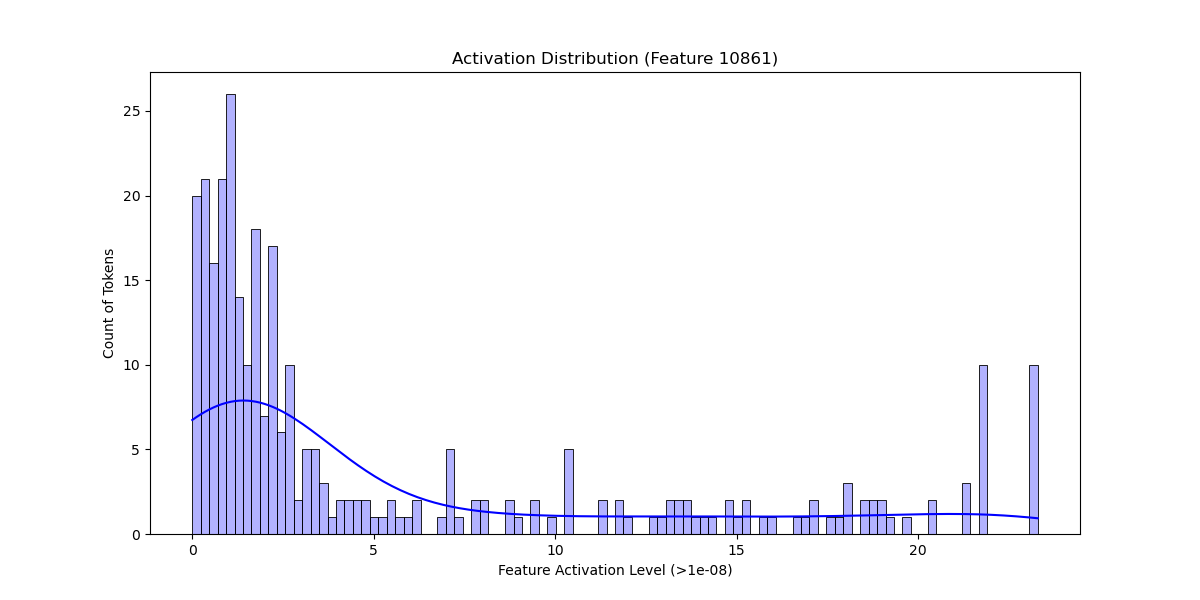 Activation Distribution (Feature 10861)
25
20
15
10
5
0
Count of Tokens
0 5 10 15 20
Feature Activation Level (>1e-08)